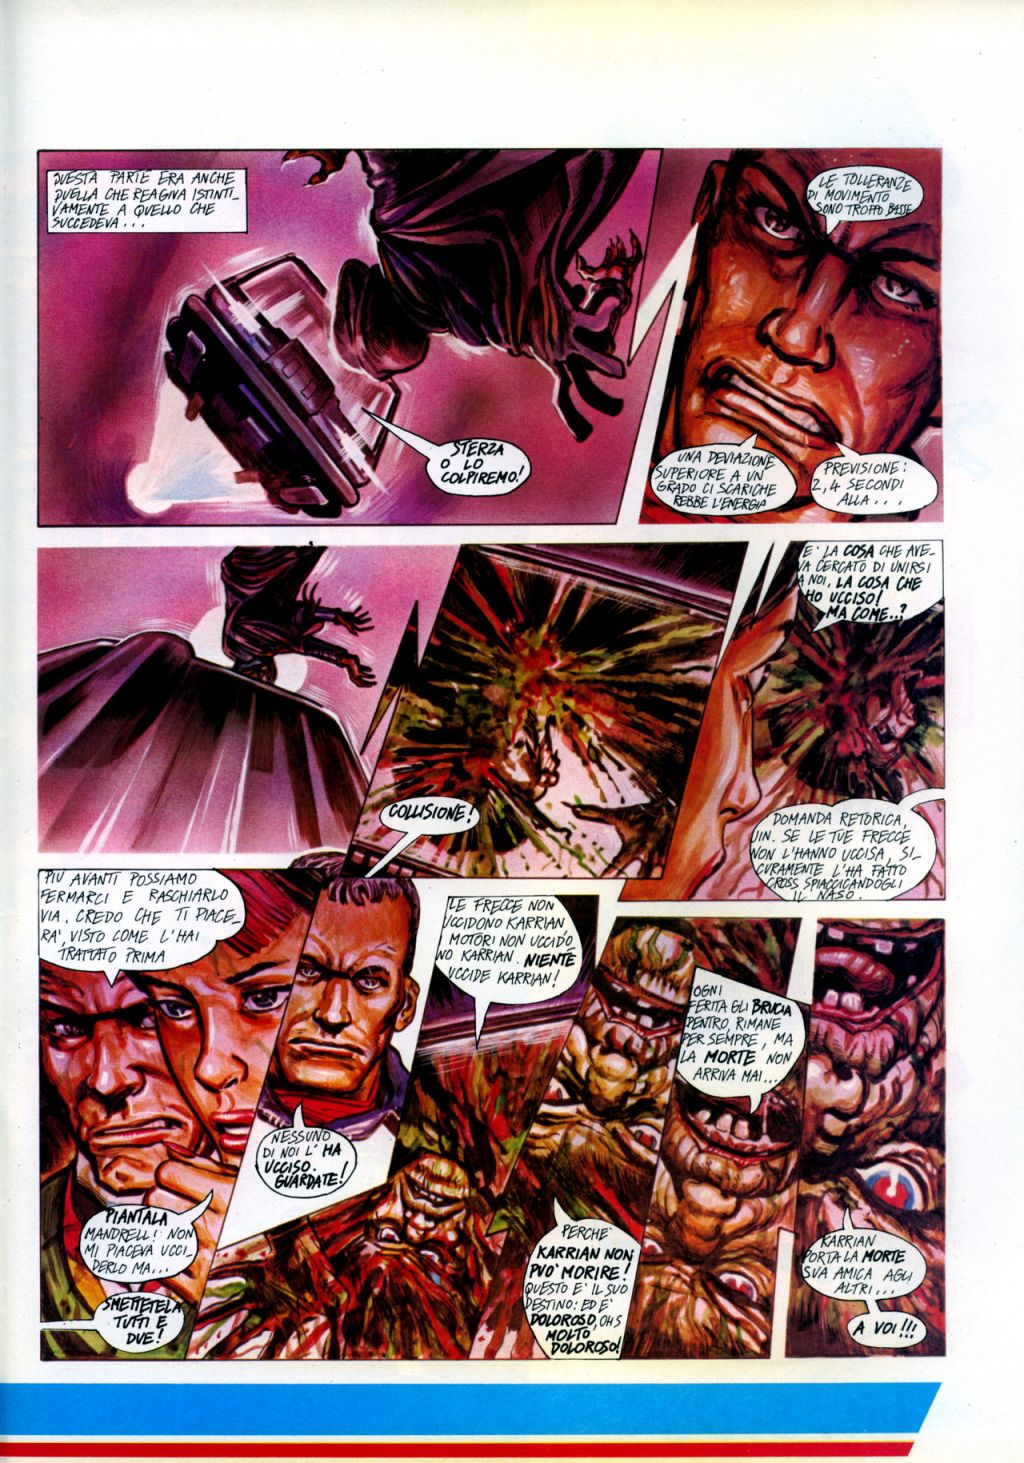 QUESTA PARTE ERA ANCHE
QUELLA CHE REAGIVA ISTINTI_
VAMENTE A QUELLO CHE
SUCCEDEVA...
STERZA
O LO
COLPIREMO!
LE TOLLERANZE
DI MOVIMENTO
SONO TROPPO BASSE
UNA DEVIAZIONE
SUPERIORE A UN
GRADO CI SCARICHE
REBBE L'ENERGIA
PREVISIONE:
2,4 SECONDI
ALLA...
COLLISIONE!
E' LA COSA CHE AVE_
VA CERCATO DI UNIRSI
A NOI, LA COSA CHE
HO UCCISO!
MA COME..?
DOMANDA RETORICA,
JIN. SE LE TUE FRECCE
NON L'HANNO UCCISA, SI_
CURAMENTE L'HA FATTO
CROSS SPIACCICANDOGLI
IL NASO.
PIU' AVANTI POSSIAMO
FERMARCI E RASCHIARLO
VIA, CREDO CHE TI PIACE_
RA', VISTO COME L'HAI
TRATTATO PRIMA
PIANTALA
MANDRELL! NON
MI PIACEVA UCCI_
DERLO MA...
SMETTETELA
TUTTI E
DUE!
NESSUNO
DI NOI L'HA
UCCISO.
GUARDATE!
LE FRECCE NON
UCCIDONO KARRIAN
MOTORI NON UCCIDO
NO KARRIAN. NIENTE
UCCIDE KARRIAN!
PERCHE'
KARRIAN NON
PUO' MORIRE!
QUESTO E' IL SUO
DESTINO: ED E'
DOLOROSO, OHS
MOLTO
DOLOROSO!
OGNI
FERITA GLI BRUCIA
DENTRO, RIMANE
PER SEMPRE, MA
LA MORTE NON
ARRIVA MAI...
KARRIAN
PORTA LA MORTE
SUA AMICA AGLI
ALTRI...
A VOI!!!